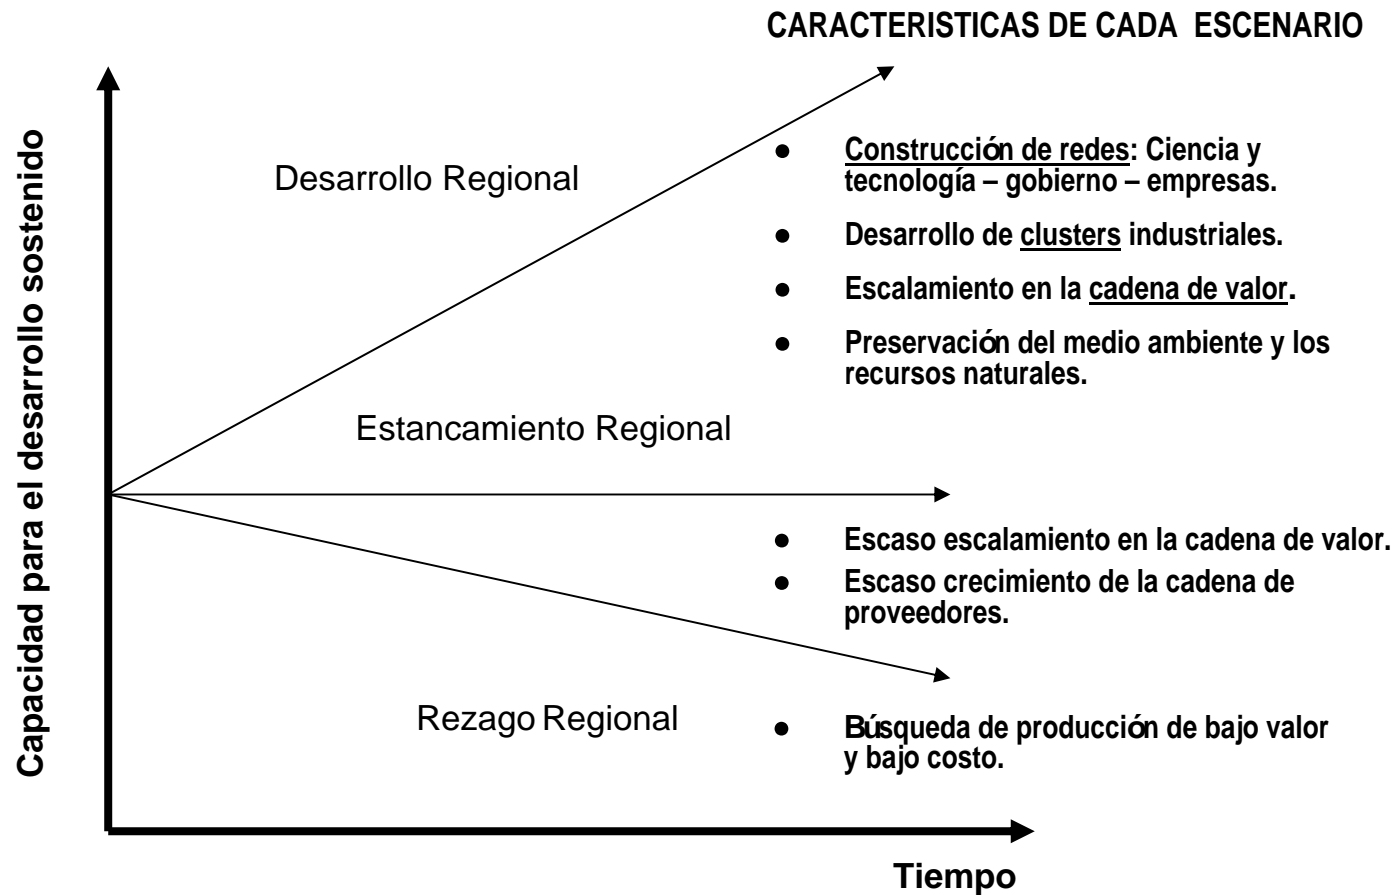 CARACTERISTICAS DE CADA ESCENARIO
Capacidad para el desarrollo sostenido
Desarrollo Regional
● Construcción de redes: Ciencia y
tecnología – gobierno – empresas.
● Desarrollo de clusters industriales.
● Escalamiento en la cadena de valor.
● Preservación del medio ambiente y los
recursos naturales.
Estancamiento Regional
● Escaso escalamiento en la cadena de valor.
● Escaso crecimiento de la cadena de
proveedores.
Rezago Regional
● Búsqueda de producción de bajo valor
y bajo costo.
Tiempo